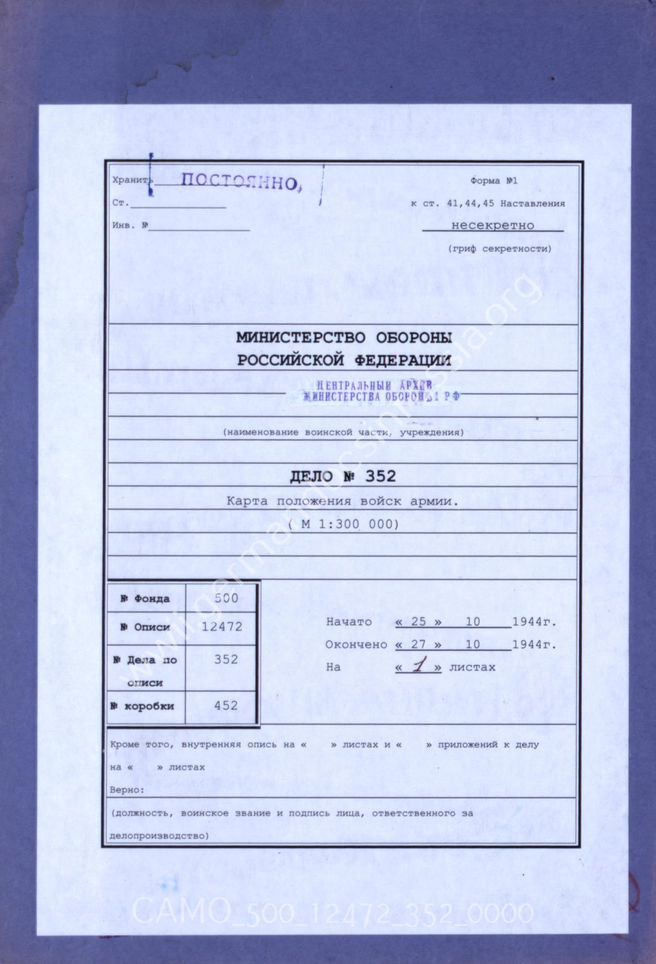 Хранить ПОСТОЯННО,
Форма №1
Ст.
к ст. 41,44,45 Наставления
Инв. №
несекретно
(гриф секретности)
МИНИСТЕРСТВО ОБОРОНЫ
РОССИЙСКОЙ ФЕДЕРАЦИИ
ЦЕНТРАЛЬНЫЙ АРХИВ
МИНИСТЕРСТВА ОБОРОНЫ РФ
(наименование воинской части, учреждения)
ДЕЛО № 352
Карта положения войск армии.
( М 1:300 000)
№ Фонда 500
№ Описи 12472
№ Дела по описи 352
№ коробки 452
Начато « 25 » 10 1944г.
Окончено « 27 » 10 1944г.
На « 1 » листах
Кроме того, внутренняя опись на « » листах и « » приложений к делу
на « » листах
Верно:
(должность, воинское звание и подпись лица, ответственного за
делопроизводство)
www.germandocsinrussia.org
CAMO_500_12472_352_0000